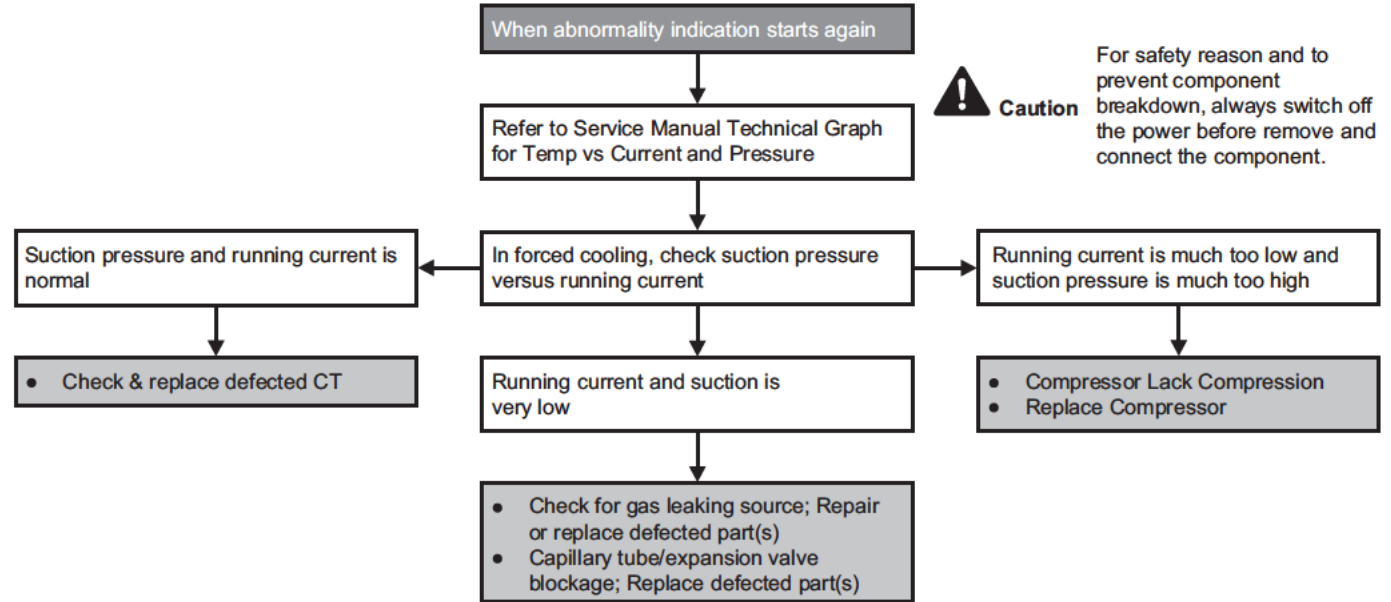 When abnormality indication starts again
For safety reason and to
prevent component
Caution breakdown, always switch off
the power before remove and
connect the component.
Refer to Service Manual Technical Graph
for Temp vs Current and Pressure
Suction pressure and running current is
normal
In forced cooling, check suction pressure
versus running current
Running current is much too low and
suction pressure is much too high
● Check & replace defected CT
Running current and suction is
very low
● Compressor Lack Compression
● Replace Compressor
● Check for gas leaking source; Repair
or replace defected part(s)
● Capillary tube/expansion valve
blockage; Replace defected part(s)